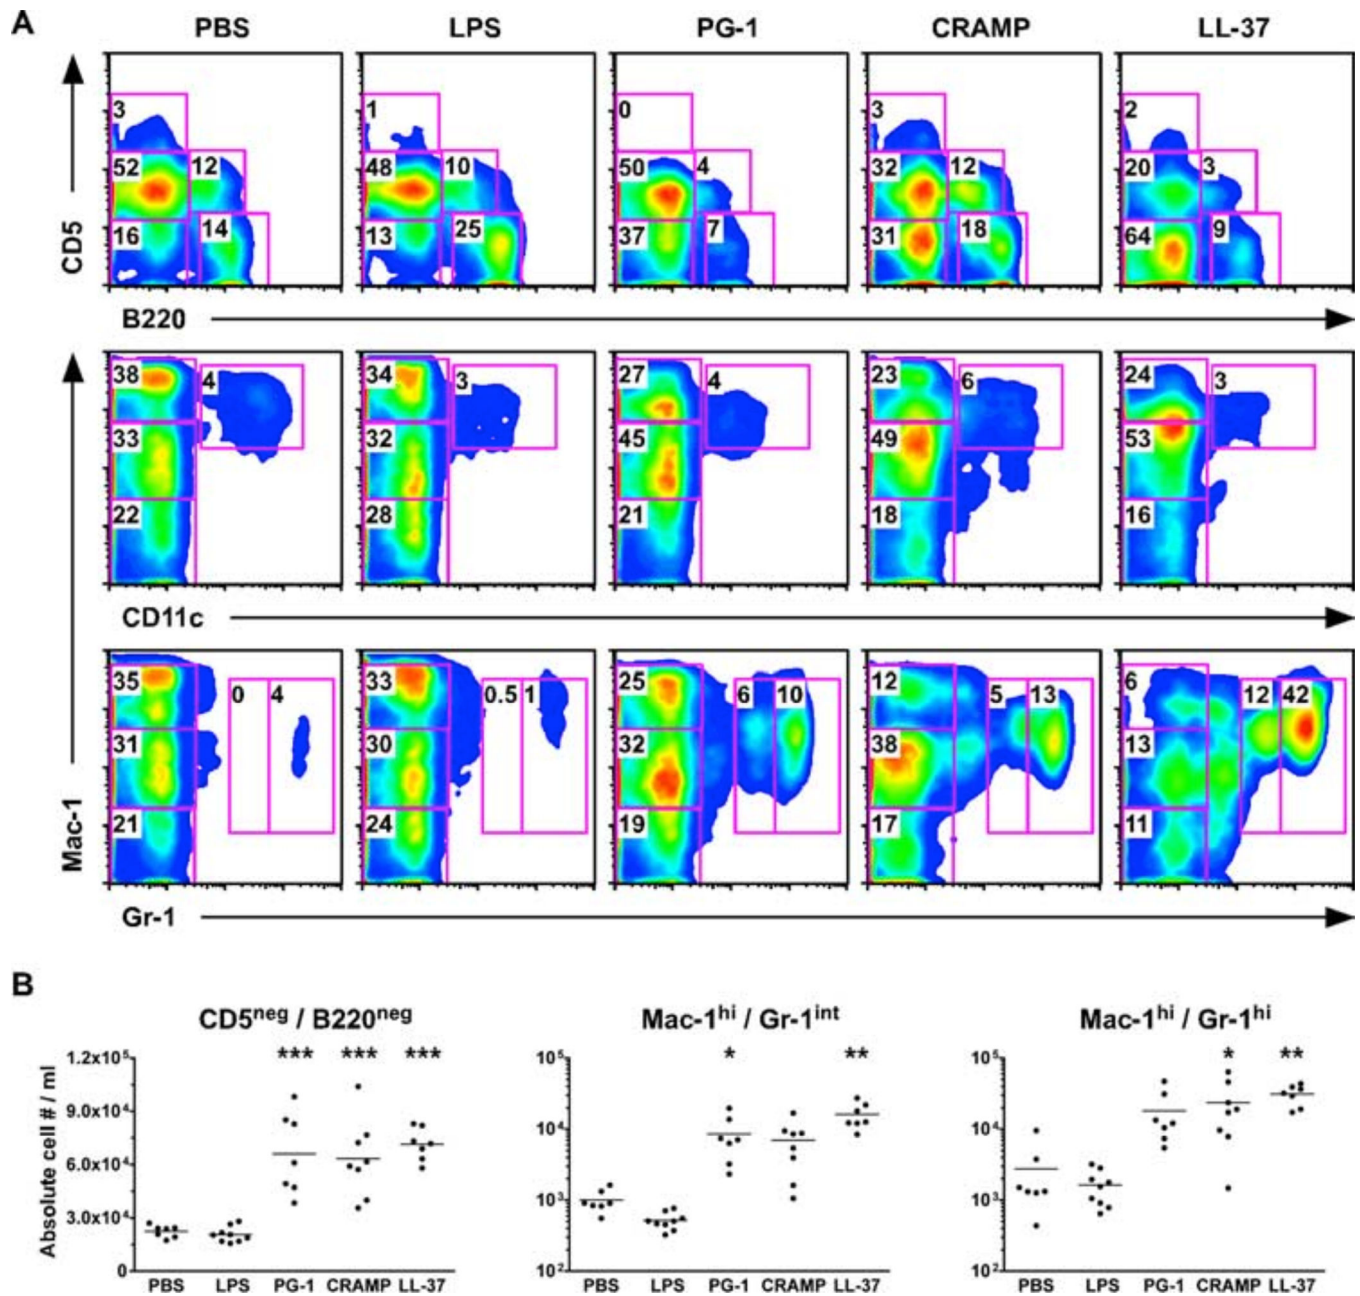 A
PBS LPS PG-1 CRAMP LL-37
CD5
3 1 0 3 2
52 12 48 10 50 4 32 12 20 3
16 14 13 25 37 7 31 18 64 9
B220
38 4 34 3 27 4 23 6 24 3
33 32 45 49 53
22 28 21 18 16
CD11c
Mac-1
35 0 4 33 0.5 1 25 6 10 12 5 13 6 12 42
31 30 32 38 13
21 24 19 17 11
Gr-1
B
CD5neg / B220neg Mac-1hi / Gr-1int Mac-1hi / Gr-1hi
*** *** *** * ** * **
Absolute cell # / ml
1.2x10⁵ 10⁵ 10⁵
9.0x10⁴ 10⁴ 10⁴
6.0x10⁴
3.0x10⁴ 10³ 10³
0 10² 10²
PBS LPS PG-1 CRAMP LL-37 PBS LPS PG-1 CRAMP LL-37 PBS LPS PG-1 CRAMP LL-37